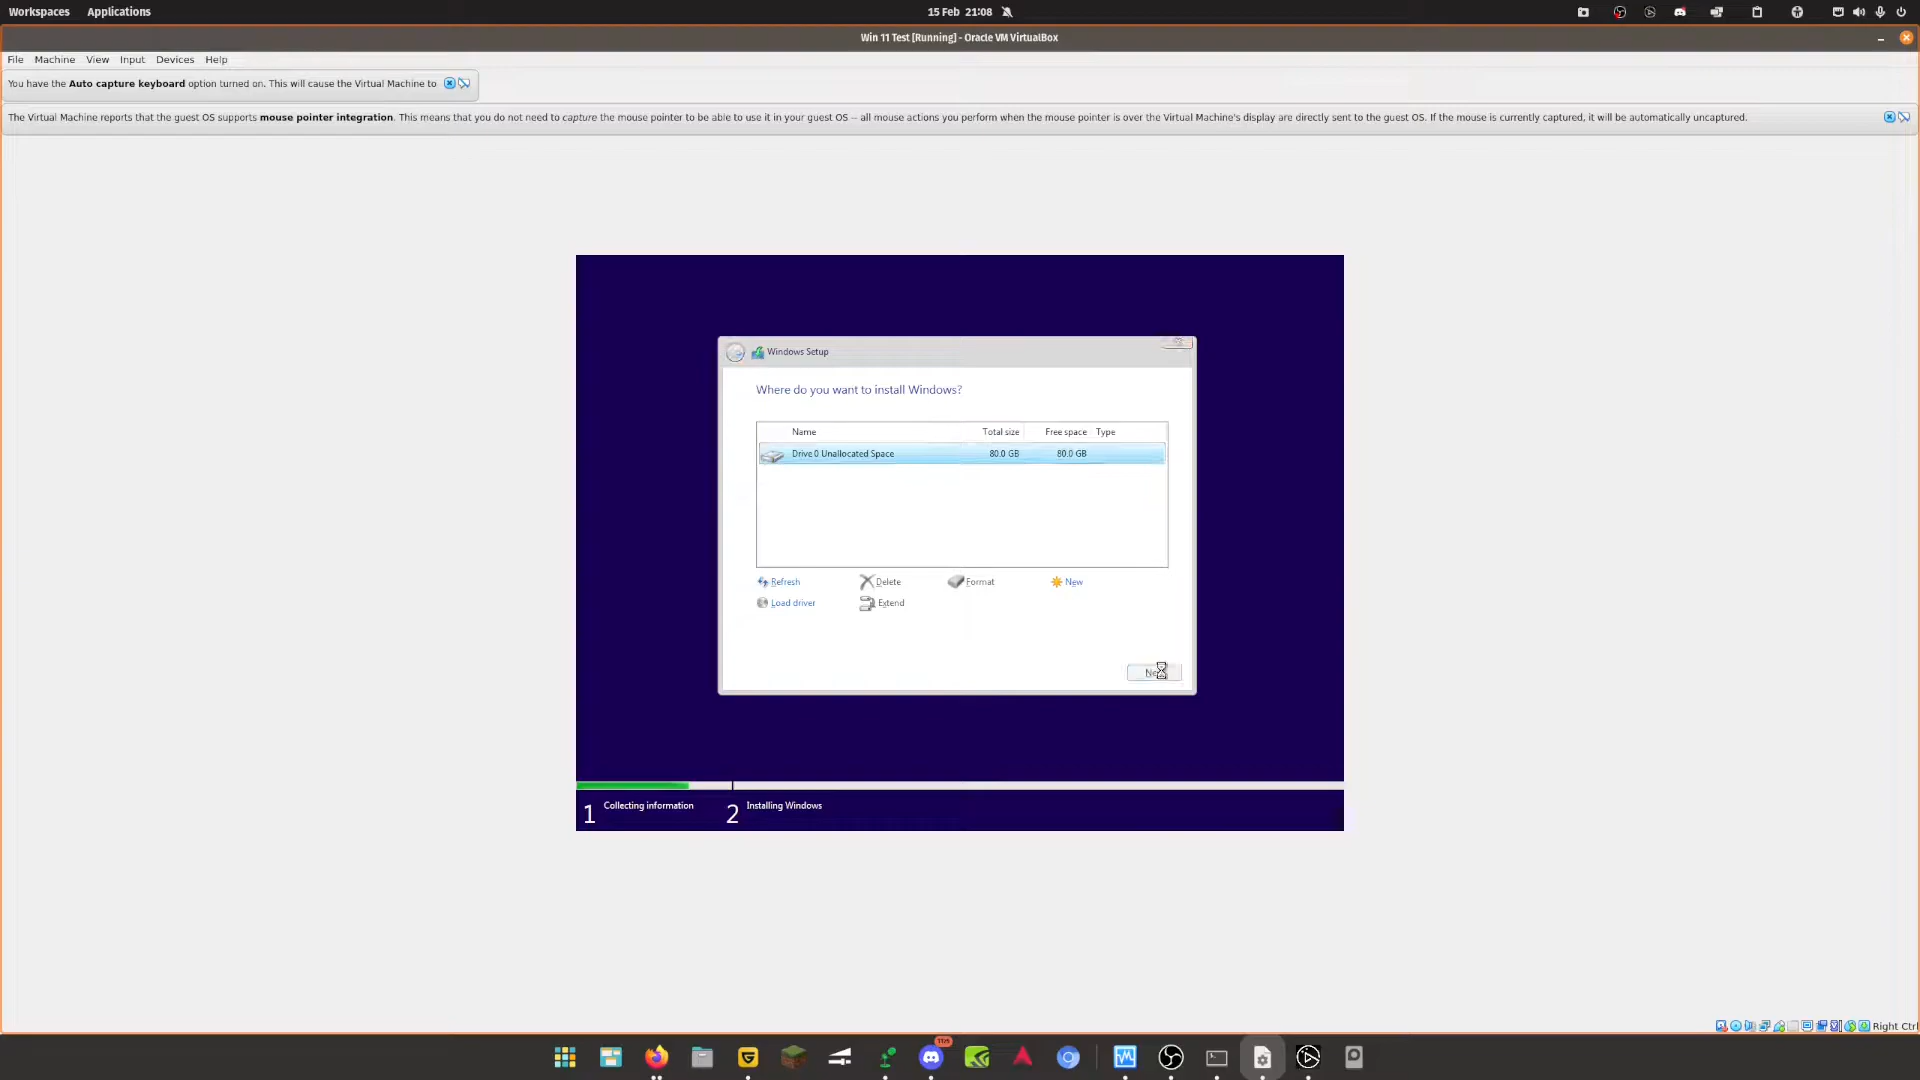 Workspaces Applications 15 Feb 21:08
Win 11 Test [Running] - Oracle VM VirtualBox
File Machine View Input Devices Help
You have the Auto capture keyboard option turned on. This will cause the Virtual Machine to
The Virtual Machine reports that the guest OS supports mouse pointer integration. This means that you do not need to capture the mouse pointer to be able to use it in your guest OS -- all mouse actions you perform when the mouse pointer is over the Virtual Machine's display are directly sent to the guest OS. If the mouse is currently captured, it will be automatically uncaptured.
Windows Setup
Where do you want to install Windows?
Name Total size Free space Type
Drive 0 Unallocated Space 80.0 GB 80.0 GB
Refresh Delete Format New
Load driver Extend
1 Collecting information 2 Installing Windows
Right Ctrl